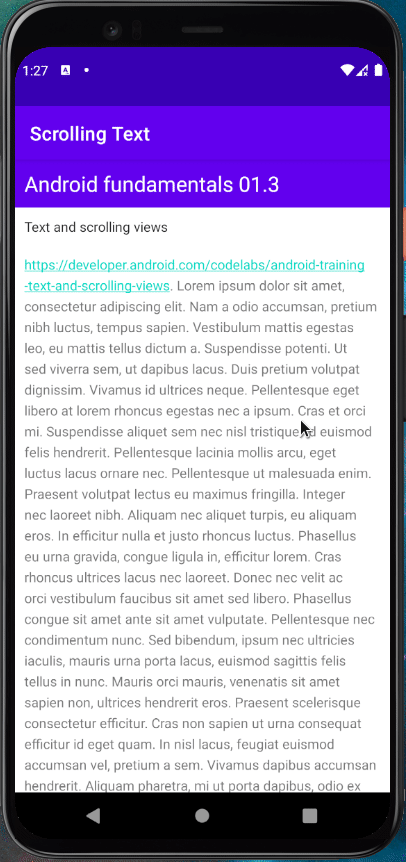 1:27
Scrolling Text
Android fundamentals 01.3
Text and scrolling views
https://developer.android.com/codelabs/android-training
-text-and-scrolling-views. Lorem ipsum dolor sit amet,
consectetur adipiscing elit. Nam a odio accumsan, pretium
nibh luctus, tempus sapien. Vestibulum mattis egestas
leo, eu mattis tellus dictum a. Suspendisse potenti. Ut
sed viverra sem, ut dapibus lacus. Duis pretium volutpat
dignissim. Vivamus id ultrices neque. Pellentesque eget
libero at lorem rhoncus egestas nec a ipsum. Cras et orci
mi. Suspendisse aliquet sem nec nisl tristique euismod
felis hendrerit. Pellentesque lacinia mollis arcu, eget
luctus lacus ornare nec. Pellentesque ut malesuada enim.
Praesent volutpat lectus eu maximus fringilla. Integer
nec laoreet nibh. Aliquam nec aliquet turpis, eu aliquam
eros. In efficitur nulla et justo rhoncus luctus. Phasellus
eu urna gravida, congue ligula in, efficitur lorem. Cras
rhoncus ultrices lacus nec laoreet. Donec nec velit ac
orci vestibulum faucibus sit amet sed libero. Phasellus
congue sit amet ante sit amet vulputate. Pellentesque nec
condimentum nunc. Sed bibendum, ipsum nec ultricies
iaculis, mauris urna porta lacus, euismod sagittis felis
tellus in nunc. Mauris orci mauris, venenatis sit amet
sapien non, ultrices hendrerit eros. Praesent scelerisque
consectetur efficitur. Cras non sapien ut urna consequat
efficitur id eget quam. In nisl lacus, feugiat euismod
accumsan vel, pretium a sem. Vivamus dapibus accumsan
hendrerit. Aliquam pharetra, mi ut porta dapibus, odio ex